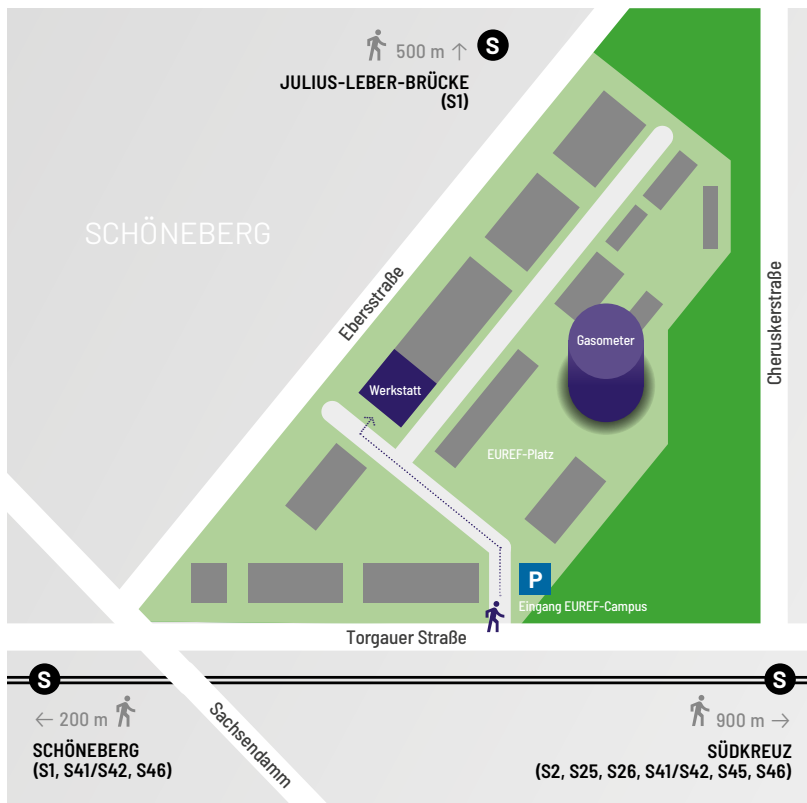 500 m ↑ S
JULIUS-LEBER-BRÜCKE
(S1)
SCHÖNEBERG
Ebersstraße
Cheruskerstraße
Gasometer
Werkstatt
EUREF-Platz
P
Eingang EUREF-Campus
Torgauer Straße
S
← 200 m
SCHÖNEBERG
(S1, S41/S42, S46)
Sachsendamm
S
900 m →
SÜDKREUZ
(S2, S25, S26, S41/S42, S45, S46)